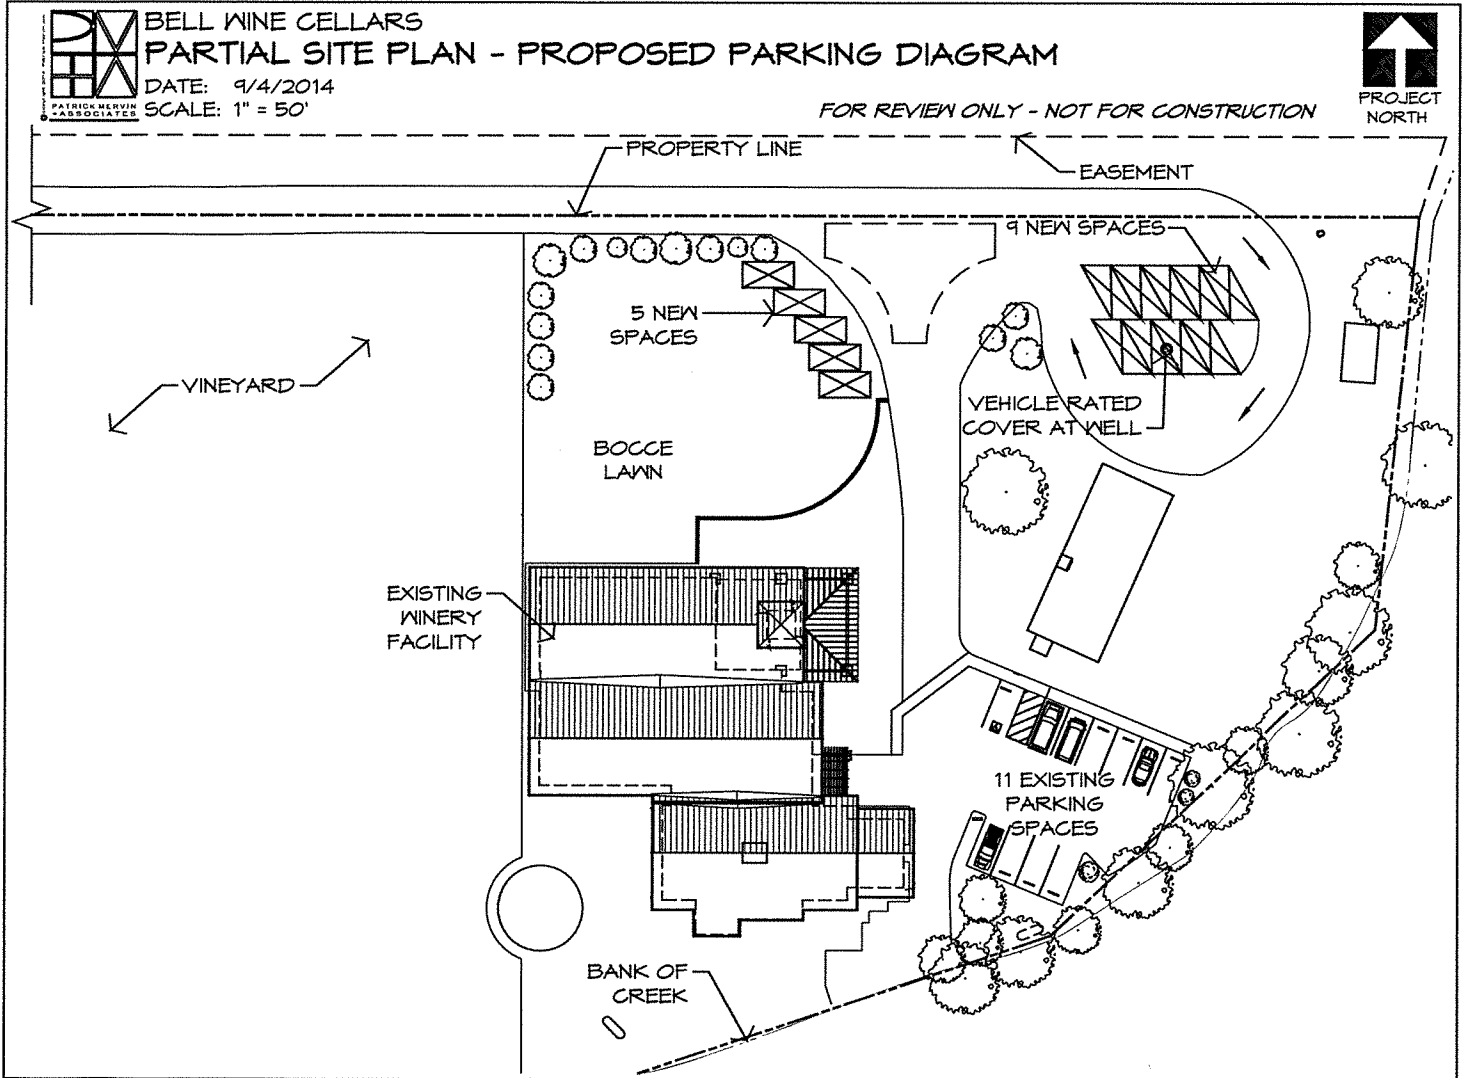 BELL WINE CELLARS
PARTIAL SITE PLAN - PROPOSED PARKING DIAGRAM
DATE: 9/4/2014
SCALE: 1" = 50'
PATRICK MERVIN
+ASSOCIATES
FOR REVIEW ONLY - NOT FOR CONSTRUCTION
PROJECT
NORTH
PROPERTY LINE
EASEMENT
9 NEW SPACES
5 NEW
SPACES
VINEYARD
VEHICLE RATED
COVER AT WELL
BOCCE
LAWN
EXISTING
WINERY
FACILITY
11 EXISTING
PARKING
SPACES
BANK OF
CREEK